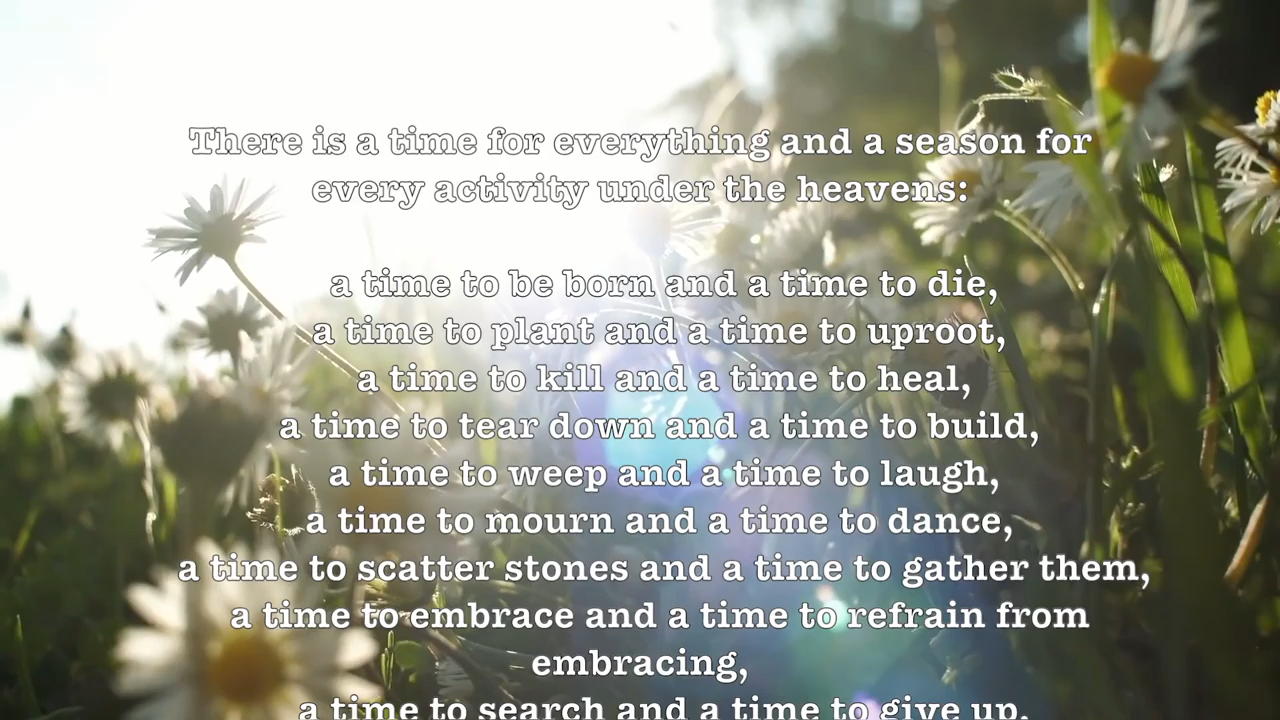 There is a time for everything and a season for
every activity under the heavens:
a time to be born and a time to die,
a time to plant and a time to uproot,
a time to kill and a time to heal,
a time to tear down and a time to build,
a time to weep and a time to laugh,
a time to mourn and a time to dance,
a time to scatter stones and a time to gather them,
a time to embrace and a time to refrain from
embracing,
a time to search and a time to give up,